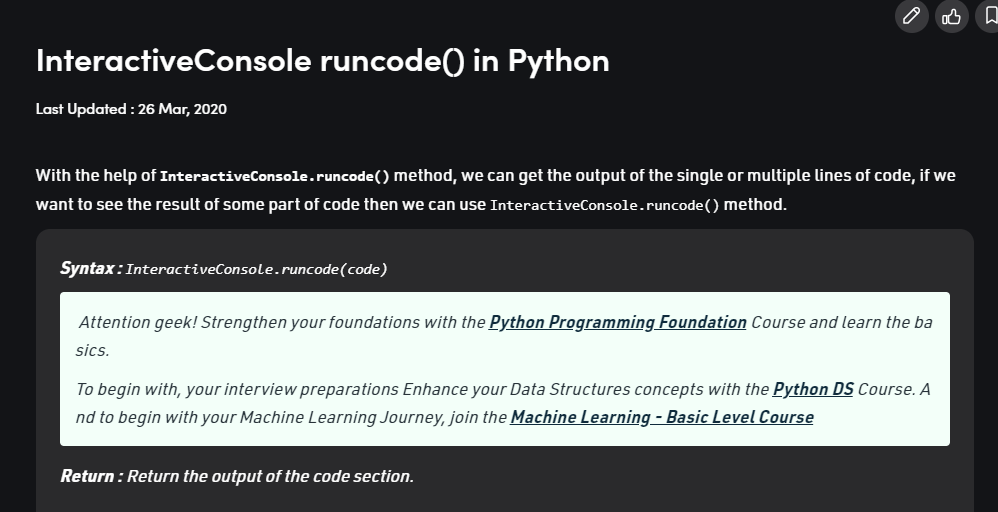 InteractiveConsole runcode() in Python
Last Updated : 26 Mar, 2020
With the help of InteractiveConsole.runcode() method, we can get the output of the single or multiple lines of code, if we
want to see the result of some part of code then we can use InteractiveConsole.runcode() method.
Syntax : InteractiveConsole.runcode(code)
Attention geek! Strengthen your foundations with the Python Programming Foundation Course and learn the ba
sics.
To begin with, your interview preparations Enhance your Data Structures concepts with the Python DS Course. A
nd to begin with your Machine Learning Journey, join the Machine Learning - Basic Level Course
Return : Return the output of the code section.